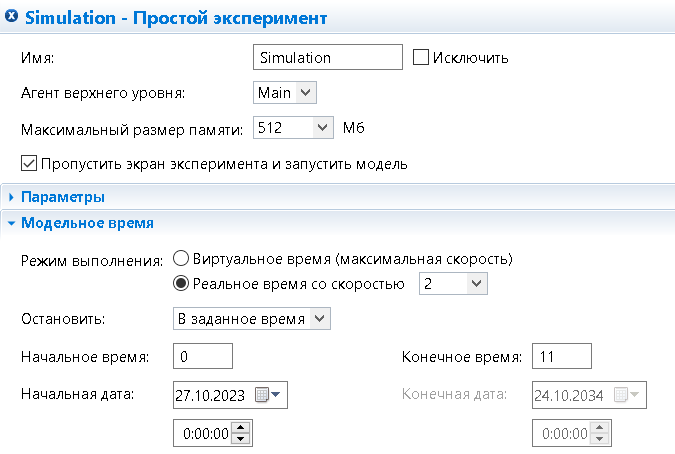 Simulation - Простой эксперимент
Имя: Simulation Исключить
Агент верхнего уровня: Main
Максимальный размер памяти: 512 Мб
Пропустить экран эксперимента и запустить модель
Параметры
Модельное время
Режим выполнения: Виртуальное время (максимальная скорость)
Реальное время со скоростью 2
Остановить: В заданное время
Начальное время: 0 Конечное время: 11
Начальная дата: 27.10.2023 Конечная дата: 24.10.2034
0:00:00 0:00:00